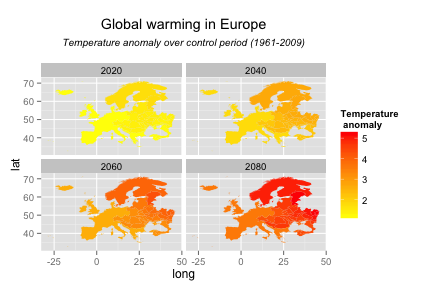 Global warming in Europe
Temperature anomaly over control period (1961-2009)
2020 2040
70
60
50
40
2060 2080
70
60
50
40
-25 0 25 50 -25 0 25 50
lat
long
Temperature
anomaly
5
4
3
2